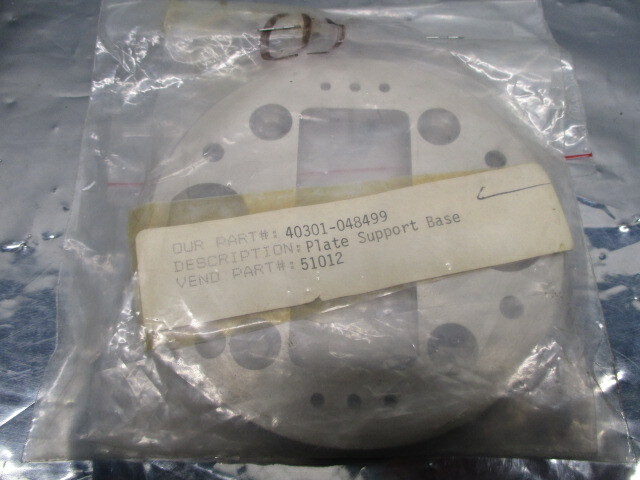 OUR PART#: 40301-048499
DESCRIPTION: Plate Support Base
VEND PART#: 51012